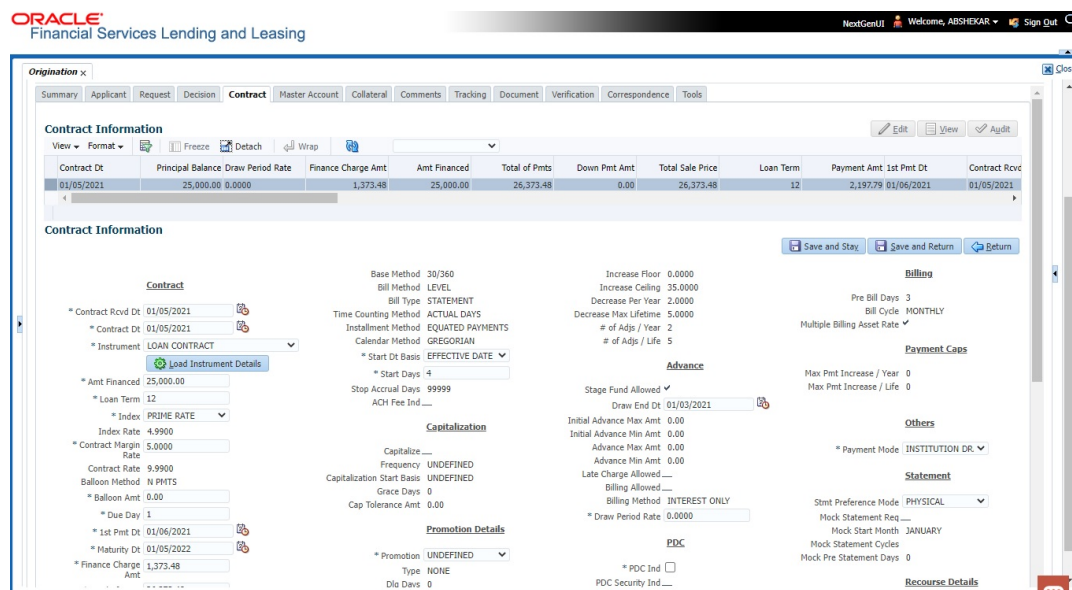 ORACLE
Financial Services Lending and Leasing
NextGenUI Welcome, ABSHEKAR Sign Out
Origination x
Clos
Summary Applicant Request Decision Contract Master Account Collateral Comments Tracking Document Verification Correspondence Tools
Contract Information
Edit View Audit
View Format Freeze Detach Wrap
Contract Dt Principal Balance Draw Period Rate Finance Charge Amt Amt Financed Total of Pmts Down Pmt Amt Total Sale Price Loan Term Payment Amt 1st Pmt Dt Contract Rcvd
01/05/2021 25,000.00 0.0000 1,373.48 25,000.00 26,373.48 0.00 26,373.48 12 2,197.79 01/06/2021 01/05/2021
Contract Information
Save and Stay Save and Return Return
Contract
* Contract Rcvd Dt 01/05/2021
* Contract Dt 01/05/2021
* Instrument LOAN CONTRACT
Load Instrument Details
* Amt Financed 25,000.00
* Loan Term 12
* Index PRIME RATE
Index Rate 4.9900
* Contract Margin Rate 5.0000
Contract Rate 9.9900
Balloon Method N PMTS
* Balloon Amt 0.00
* Due Day 1
* 1st Pmt Dt 01/06/2021
* Maturity Dt 01/05/2022
* Finance Charge Amt 1,373.48
Base Method 30/360
Bill Method LEVEL
Bill Type STATEMENT
Time Counting Method ACTUAL DAYS
Installment Method EQUATED PAYMENTS
Calendar Method GREGORIAN
* Start Dt Basis EFFECTIVE DATE
* Start Days 4
Stop Accrual Days 99999
ACH Fee Ind
Capitalization
Capitalize
Frequency UNDEFINED
Capitalization Start Basis UNDEFINED
Grace Days 0
Cap Tolerance Amt 0.00
Promotion Details
* Promotion UNDEFINED
Type NONE
Dlq Days 0
Increase Floor 0.0000
Increase Ceiling 35.0000
Decrease Per Year 2.0000
Decrease Max Lifetime 5.0000
# of Adjs / Year 2
# of Adjs / Life 5
Advance
Stage Fund Allowed
Draw End Dt 01/03/2021
Initial Advance Max Amt 0.00
Initial Advance Min Amt 0.00
Advance Max Amt 0.00
Advance Min Amt 0.00
Late Charge Allowed
Billing Allowed
Billing Method INTEREST ONLY
* Draw Period Rate 0.0000
PDC
* PDC Ind
PDC Security Ind
Billing
Pre Bill Days 3
Bill Cycle MONTHLY
Multiple Billing Asset Rate
Payment Caps
Max Pmt Increase / Year 0
Max Pmt Increase / Life 0
Others
* Payment Mode INSTITUTION DR.
Statement
Stmt Preference Mode PHYSICAL
Mock Statement Req
Mock Start Month JANUARY
Mock Statement Cycles
Mock Pre Statement Days 0
Recourse Details